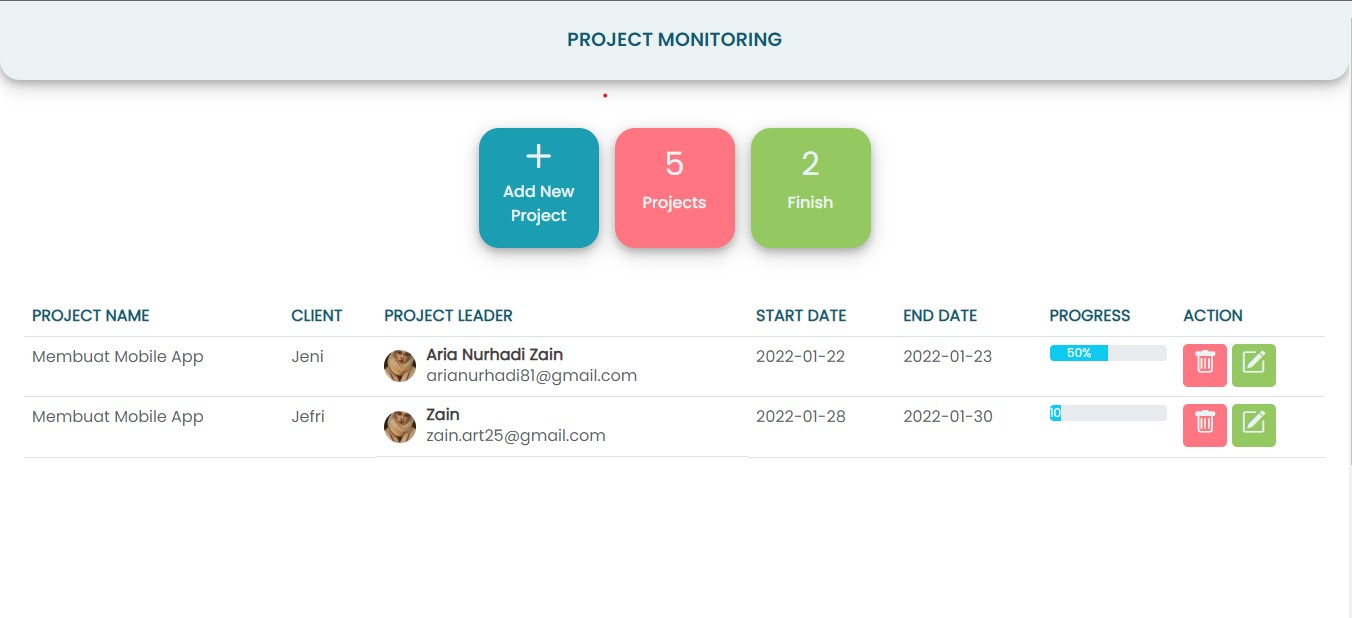 PROJECT MONITORING
Add New
Project
5
Projects
2
Finish
PROJECT NAME CLIENT PROJECT LEADER START DATE END DATE PROGRESS ACTION
Membuat Mobile App Jeni Aria Nurhadi Zain 2022-01-22 2022-01-23 50%
arianurhadi81@gmail.com
Membuat Mobile App Jefri Zain 2022-01-28 2022-01-30 10
zain.art25@gmail.com